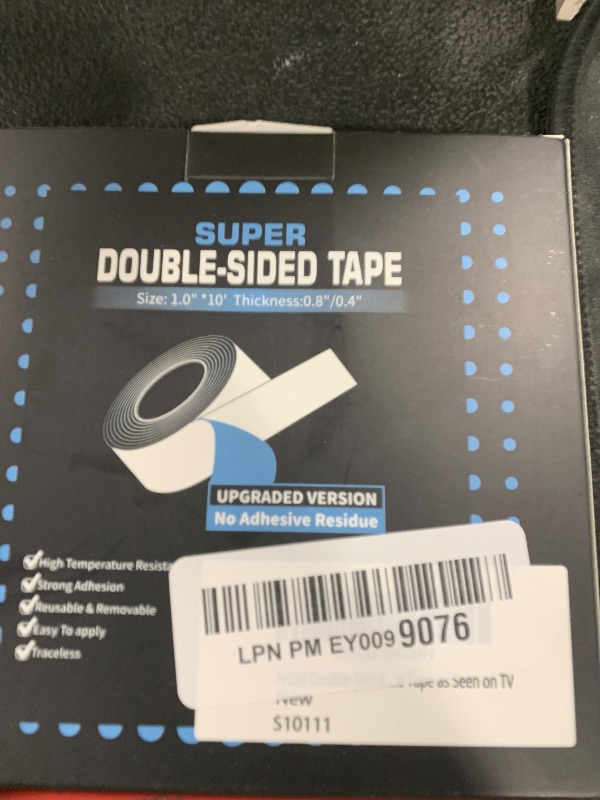 SUPER
DOUBLE-SIDED TAPE
Size: 1.0" *10' Thickness:0.8"/0.4"
UPGRADED VERSION
No Adhesive Residue
High Temperature Resista
Strong Adhesion
Reusable & Removable
Easy To apply
Traceless
LPN PM EY009 9076
Double-Sided Tape as Seen on TV
New
S10111